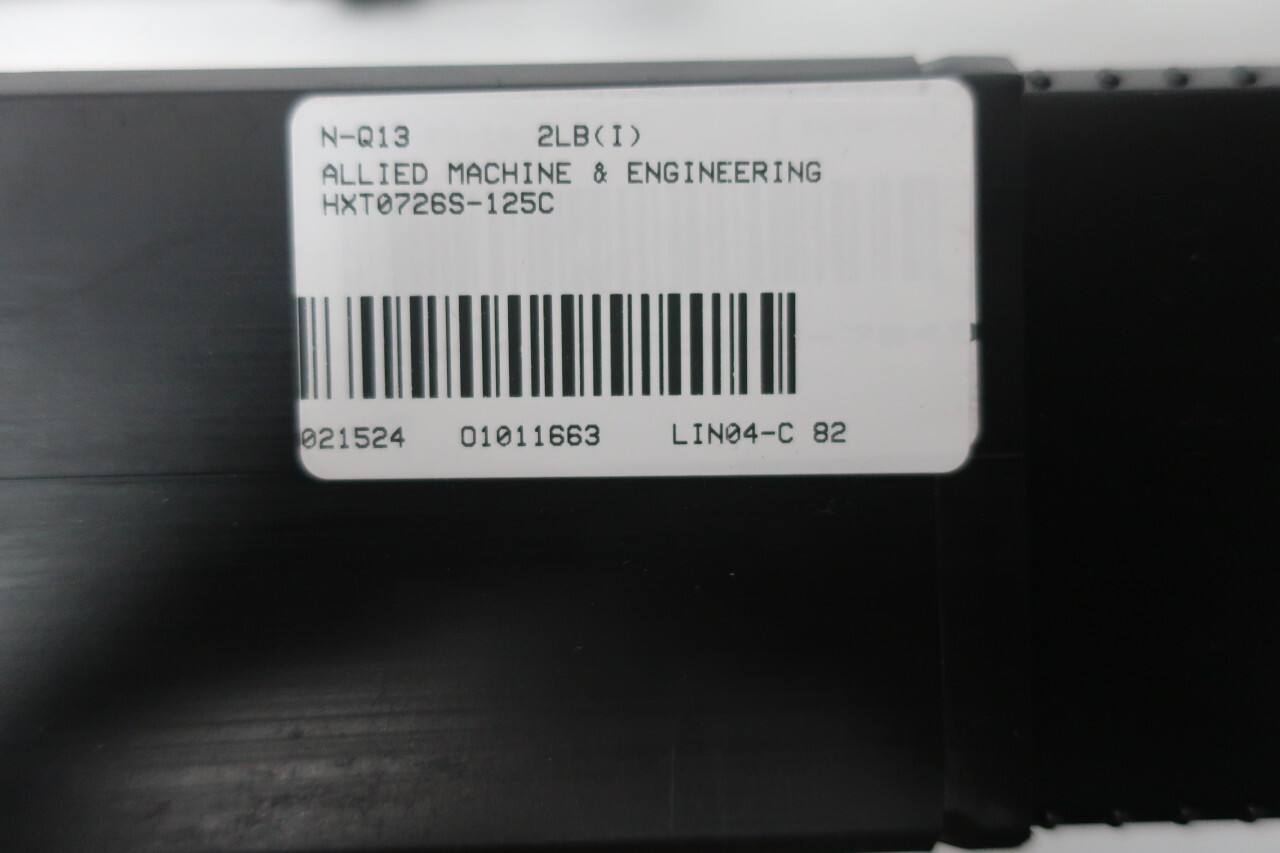 N-Q13 2LB(I)
ALLIED MACHINE & ENGINEERING
HXT0726S-125C
021524 01011663 LIN04-C 82